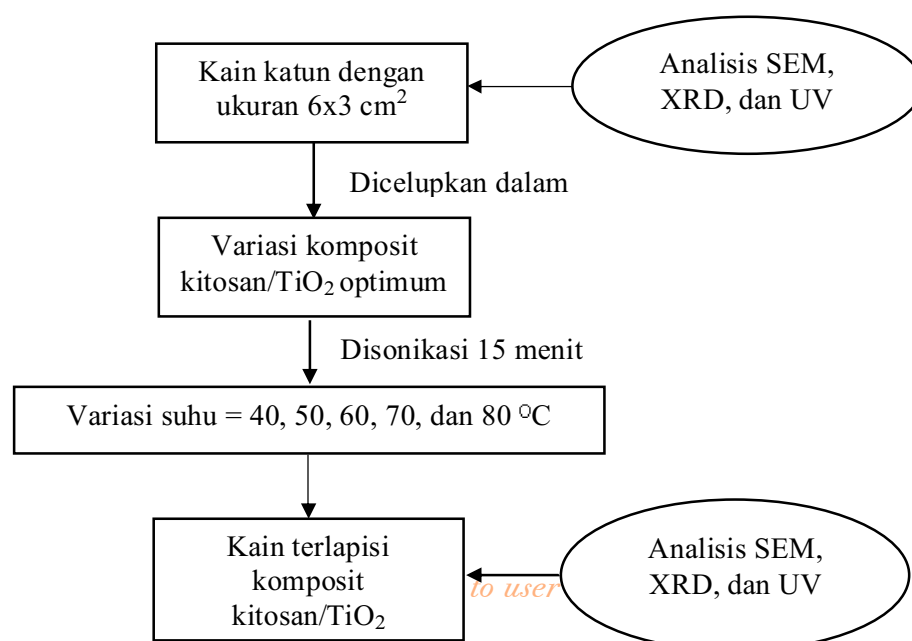 Kain katun dengan
ukuran 6x3 cm²
Analisis SEM,
XRD, dan UV
Dicelupkan dalam
Variasi komposit
kitosan/TiO₂ optimum
Disonikasi 15 menit
Variasi suhu = 40, 50, 60, 70, dan 80 ᴼC
Kain terlapisi
komposit
kitosan/TiO₂
to user
Analisis SEM,
XRD, dan UV